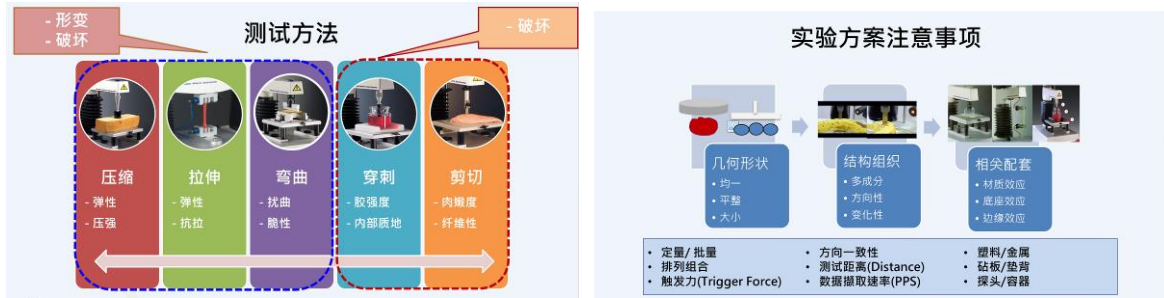 - 形变
- 破坏
测试方法
- 破坏
压缩
- 弹性
- 压强
拉伸
- 弹性
- 抗拉
弯曲
- 扰曲
- 脆性
穿刺
- 胶强度
- 内部质地
剪切
- 肉嫩度
- 纤维性
实验方案注意事项
几何形状
• 均一
• 平整
• 大小
结构组织
• 多成分
• 方向性
• 变化性
相关配套
• 材质效应
• 底座效应
• 边缘效应
• 定量/ 批量
• 排列组合
• 触发力(Trigger Force)
• 方向一致性
• 测试距离(Distance)
• 数据撷取速率(PPS)
• 塑料/金属
• 砧板/垫背
• 探头/容器